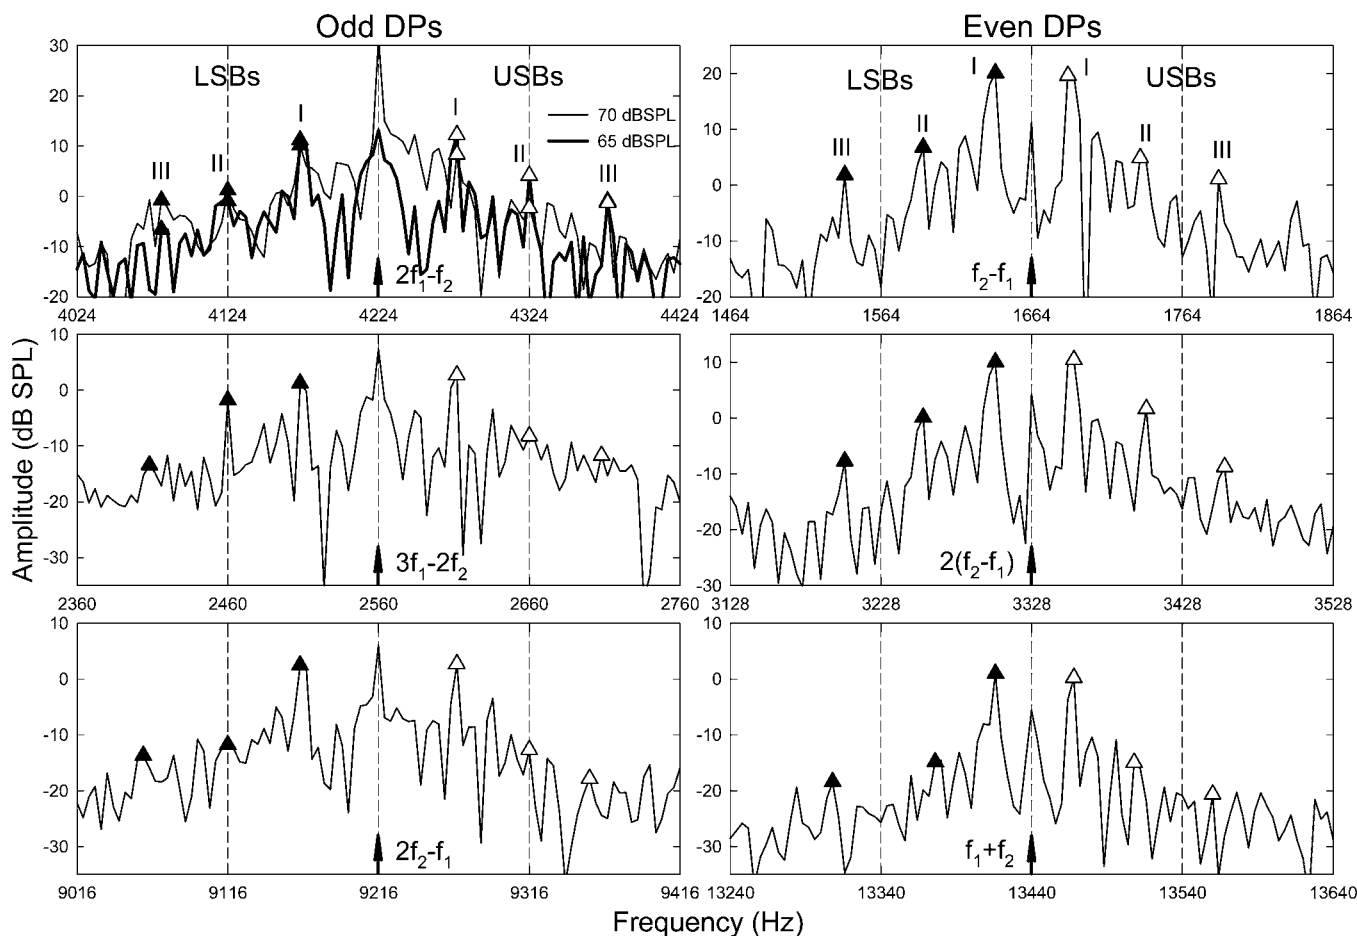 Odd DPs
Even DPs
Amplitude (dB SPL)
30
20
10
0
-10
-20
LSBs
USBs
III
II
I
I
II
III
70 dBSPL
65 dBSPL
2f1-f2
4024 4124 4224 4324 4424
30
20
10
0
-10
-20
LSBs
USBs
III
II
I
I
II
III
f2-f1
1464 1564 1664 1764 1864
10
0
-10
-20
-30
3f1-2f2
2360 2460 2560 2660 2760
10
0
-10
-20
-30
2(f2-f1)
3128 3228 3328 3428 3528
10
0
-10
-20
-30
2f2-f1
9016 9116 9216 9316 9416
10
0
-10
-20
-30
f1+f2
13240 13340 13440 13540 13640
Frequency (Hz)